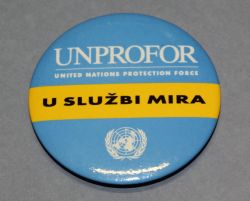 UNPROFOR
UNITED NATIONS PROTECTION FORCE
U SLUŽBI MIRA